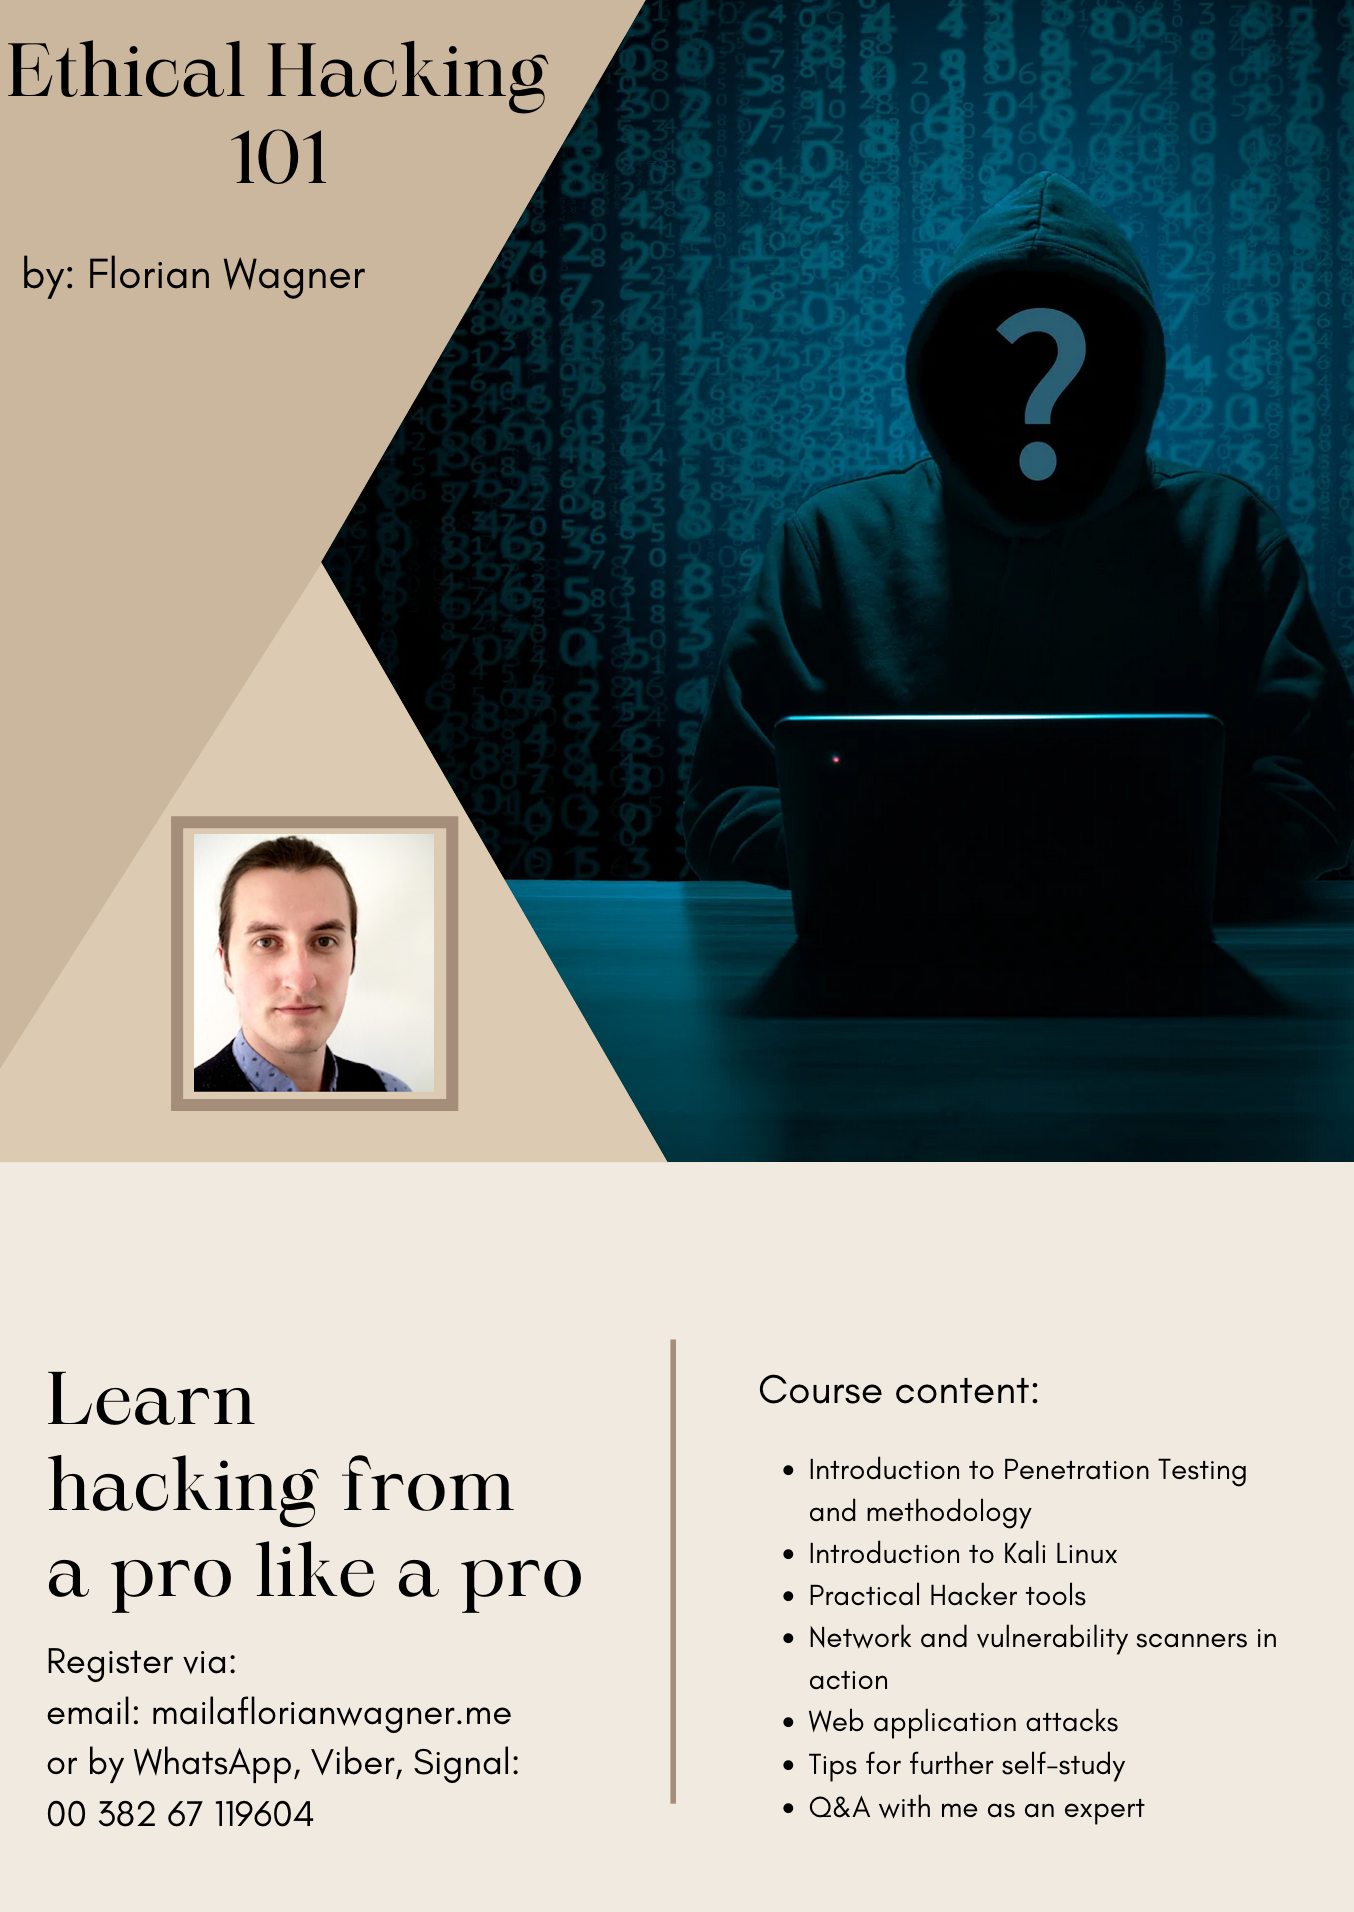 Ethical Hacking
101
by: Florian Wagner
?
Learn
hacking from
a pro like a pro
Register via:
email: mailaflorianwagner.me
or by WhatsApp, Viber, Signal:
00 382 67 119604
Course content:
• Introduction to Penetration Testing
and methodology
• Introduction to Kali Linux
• Practical Hacker tools
• Network and vulnerability scanners in
action
• Web application attacks
• Tips for further self-study
• Q&A with me as an expert